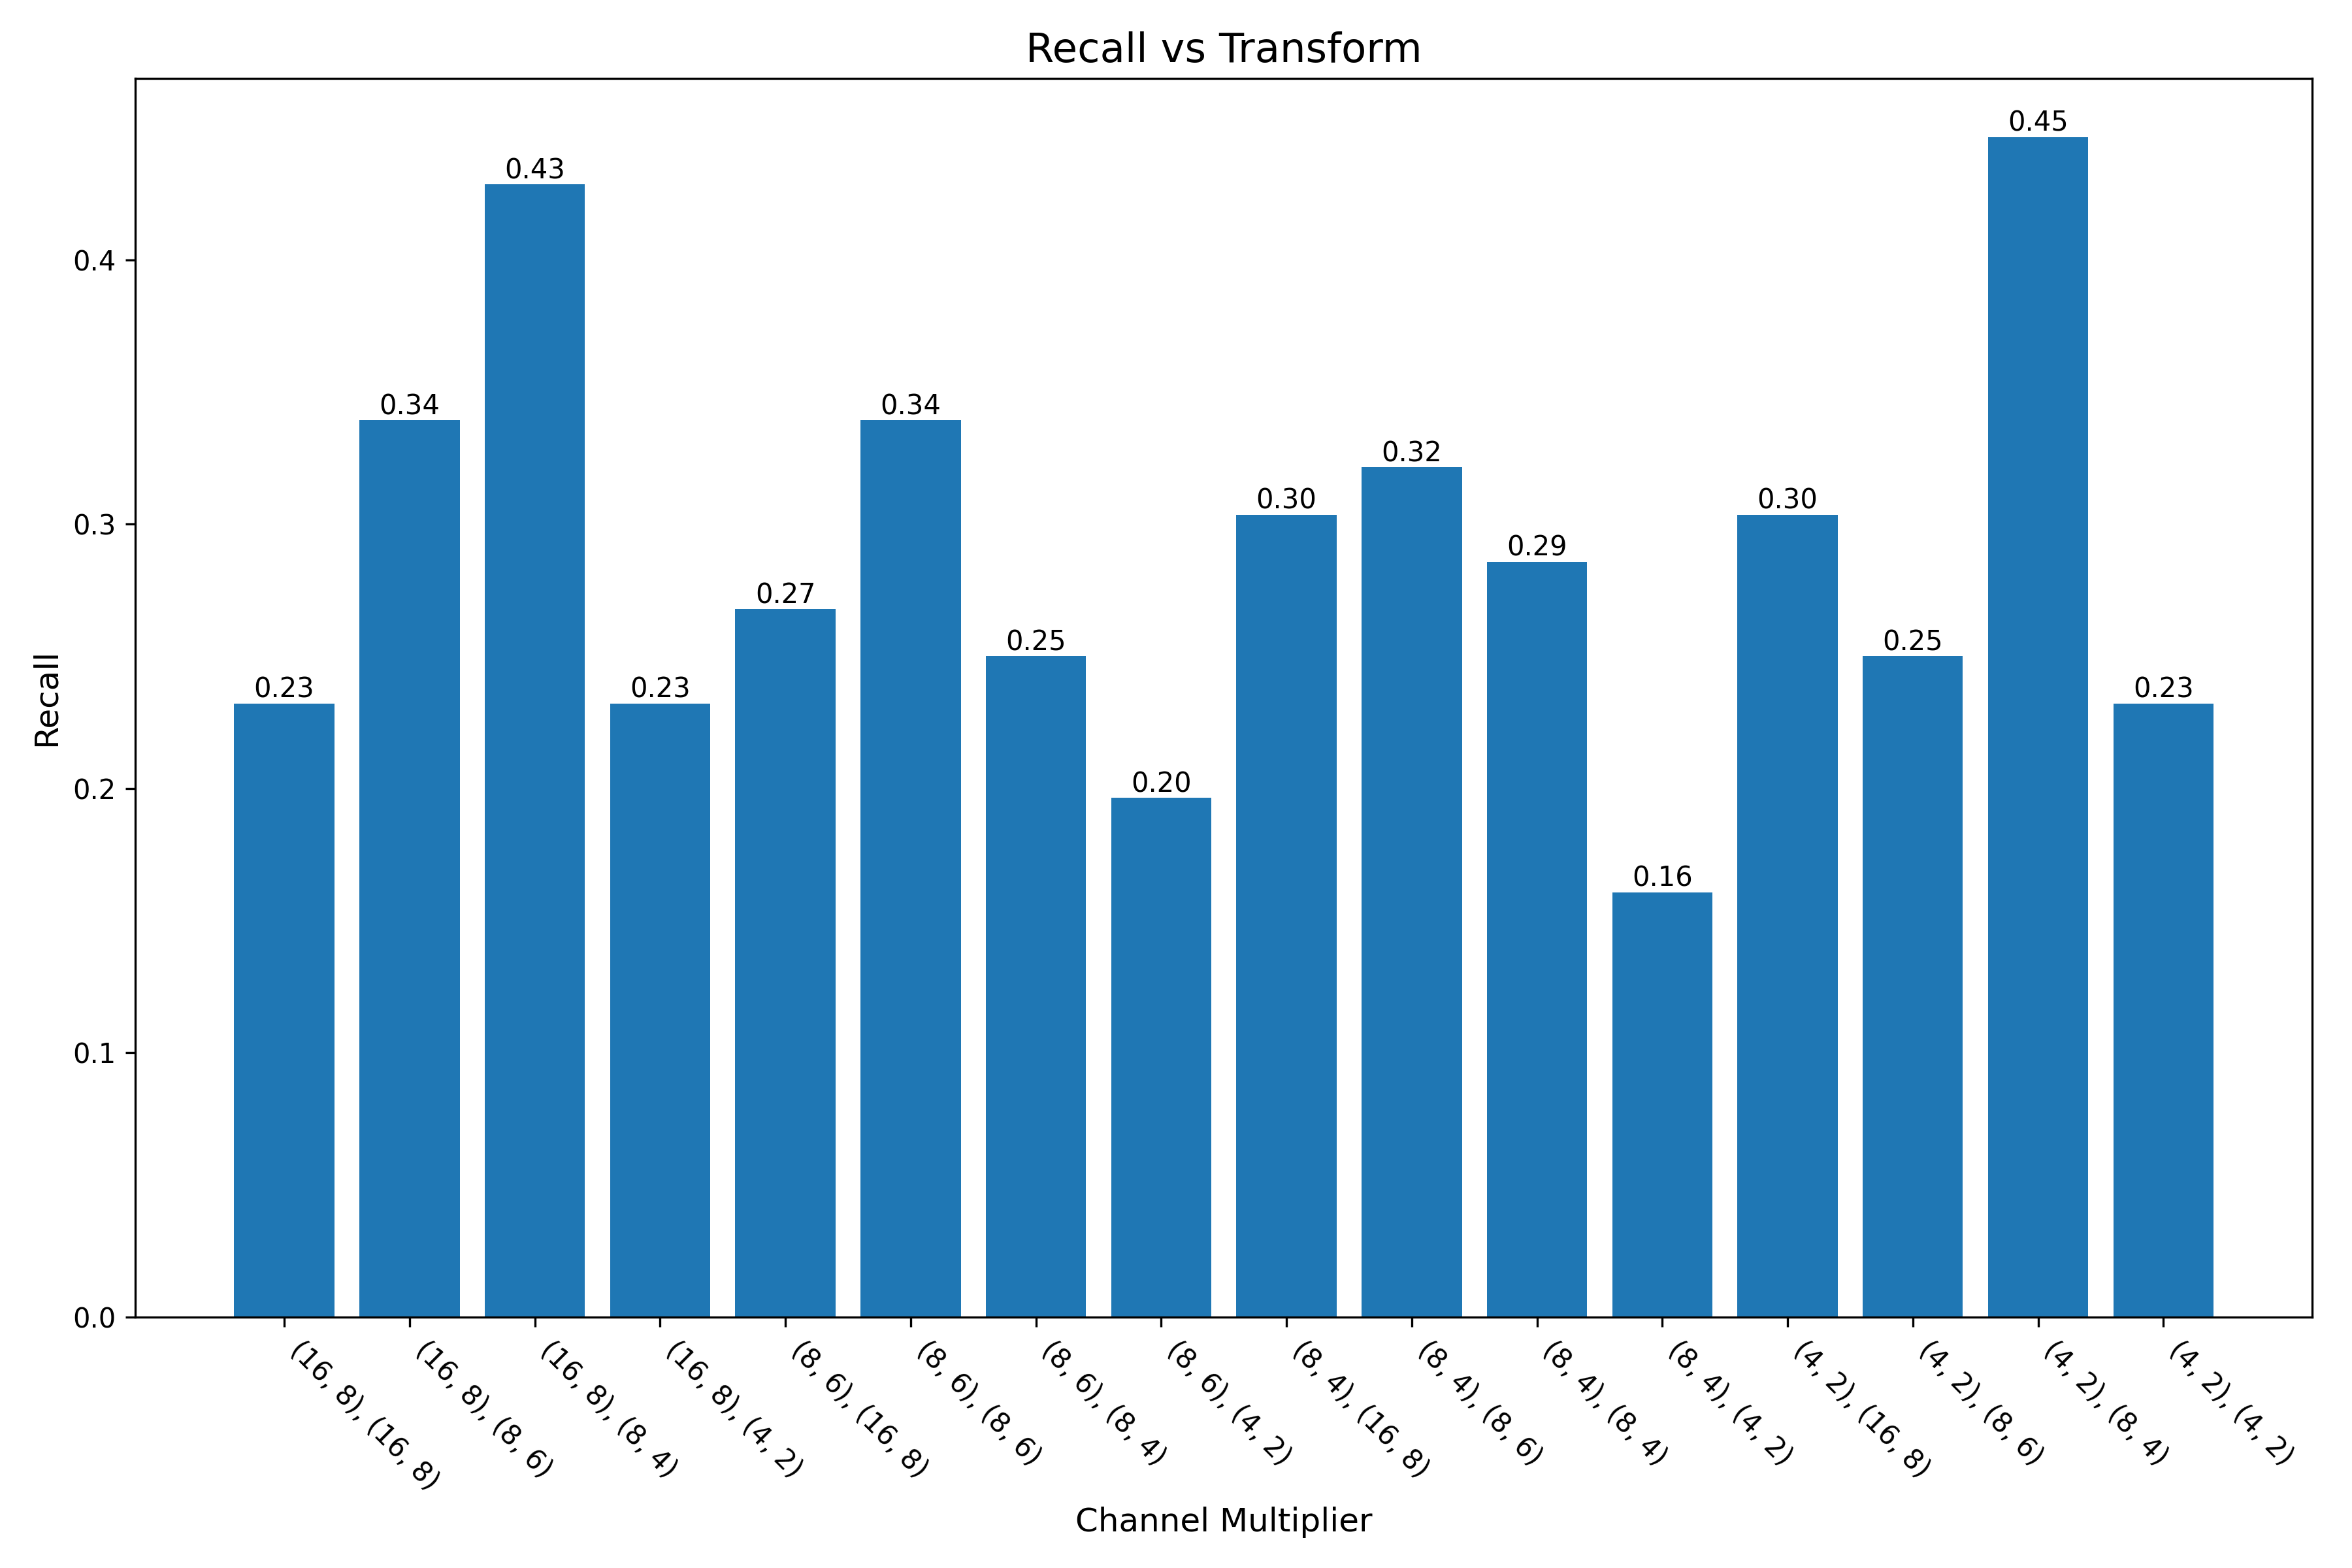 Recall vs Transform
Recall
0.4
0.3
0.2
0.1
0.0
0.23
0.34
0.43
0.23
0.27
0.34
0.25
0.20
0.30
0.32
0.29
0.16
0.30
0.25
0.45
0.23
(16, 8), (16, 8)
(16, 8), (8, 6)
(16, 8), (8, 4)
(16, 8), (4, 2)
(8, 6), (16, 8)
(8, 6), (8, 6)
(8, 6), (8, 4)
(8, 6), (4, 2)
(8, 4), (16, 8)
(8, 4), (8, 6)
(8, 4), (8, 4)
(8, 4), (4, 2)
(4, 2), (16, 8)
(4, 2), (8, 6)
(4, 2), (8, 4)
(4, 2), (4, 2)
Channel Multiplier